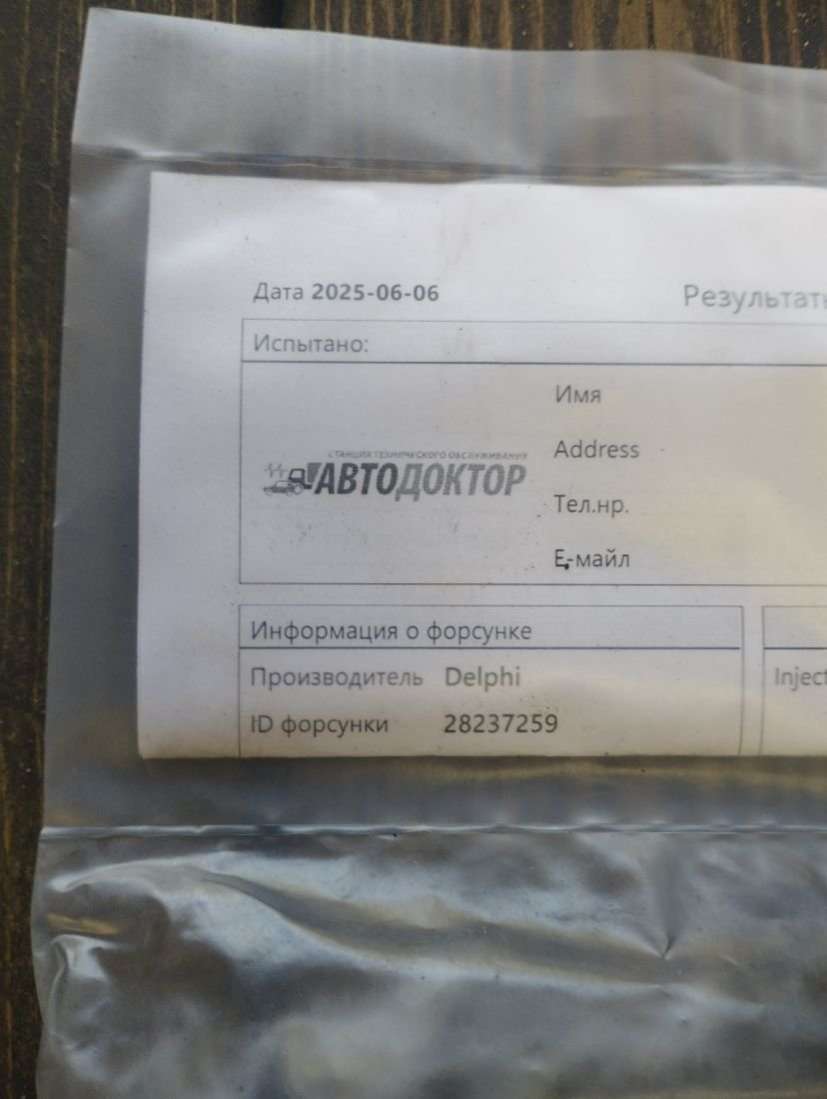 Дата 2025-06-06
Результать
Испытано:
Имя
Address
СТАНЦИЯ ТЕХНИЧЕСКОГО ОБСЛУЖИВАНИЯ
АВТОДОКТОР
Тел.нр.
Е-майл
Информация о форсунке
Производитель Delphi
Inject
ID форсунки 28237259